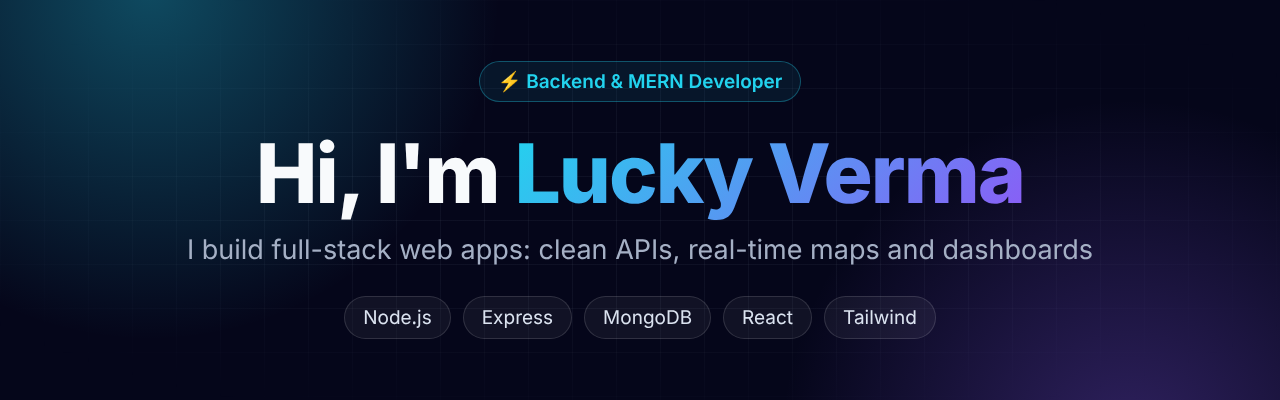 ⚡ Backend & MERN Developer
Hi, I'm Lucky Verma
I build full-stack web apps: clean APIs, real-time maps and dashboards
Node.js Express MongoDB React Tailwind